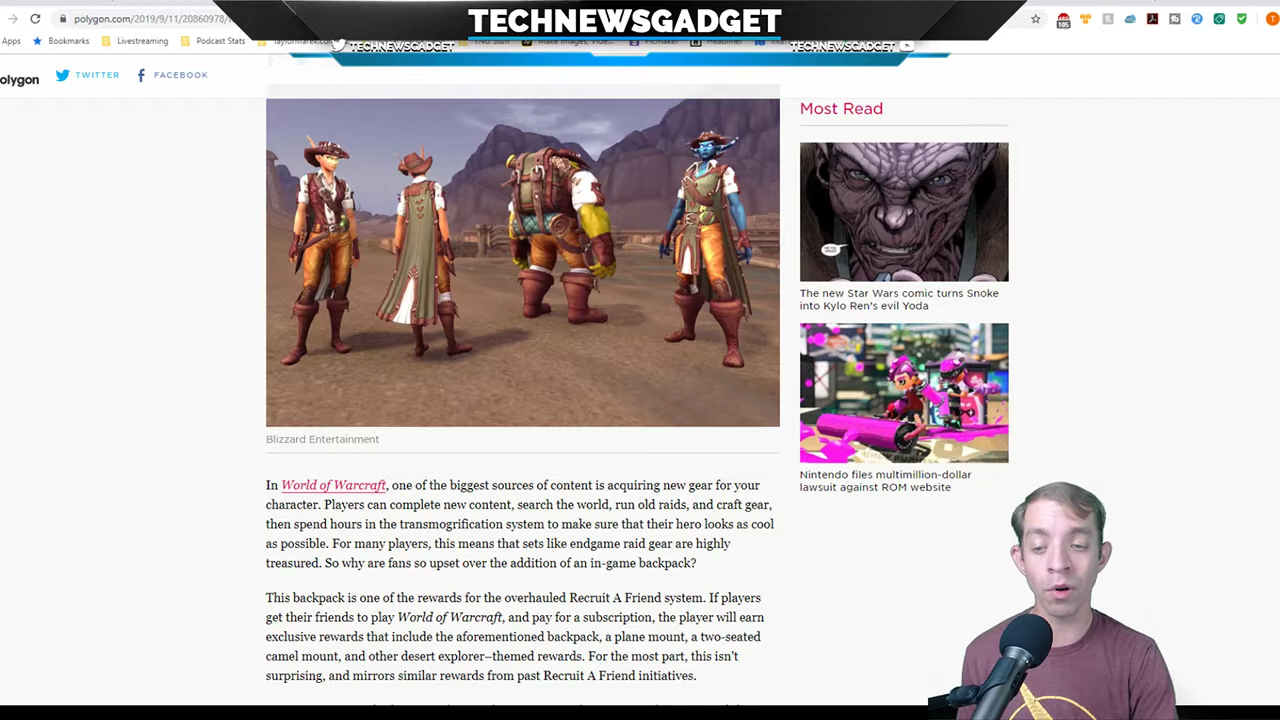 TECHNEWSGADGET
polygon.com/2019/9/11/20860978/
105
Apps
Bookmarks
Livestreaming
Podcast Stats
TECHNEWSGADGET
TECHNEWSGADGET
olygon
TWITTER
FACEBOOK
Most Read
The new Star Wars comic turns Snoke
into Kylo Ren's evil Yoda
Nintendo files multimillion-dollar
lawsuit against ROM website
Blizzard Entertainment
In World of Warcraft, one of the biggest sources of content is acquiring new gear for your
character. Players can complete new content, search the world, run old raids, and craft gear,
then spend hours in the transmogrification system to make sure that their hero looks as cool
as possible. For many players, this means that sets like endgame raid gear are highly
treasured. So why are fans so upset over the addition of an in-game backpack?
This backpack is one of the rewards for the overhauled Recruit A Friend system. If players
get their friends to play World of Warcraft, and pay for a subscription, the player will earn
exclusive rewards that include the aforementioned backpack, a plane mount, a two-seated
camel mount, and other desert explorer–themed rewards. For the most part, this isn't
surprising, and mirrors similar rewards from past Recruit A Friend initiatives.